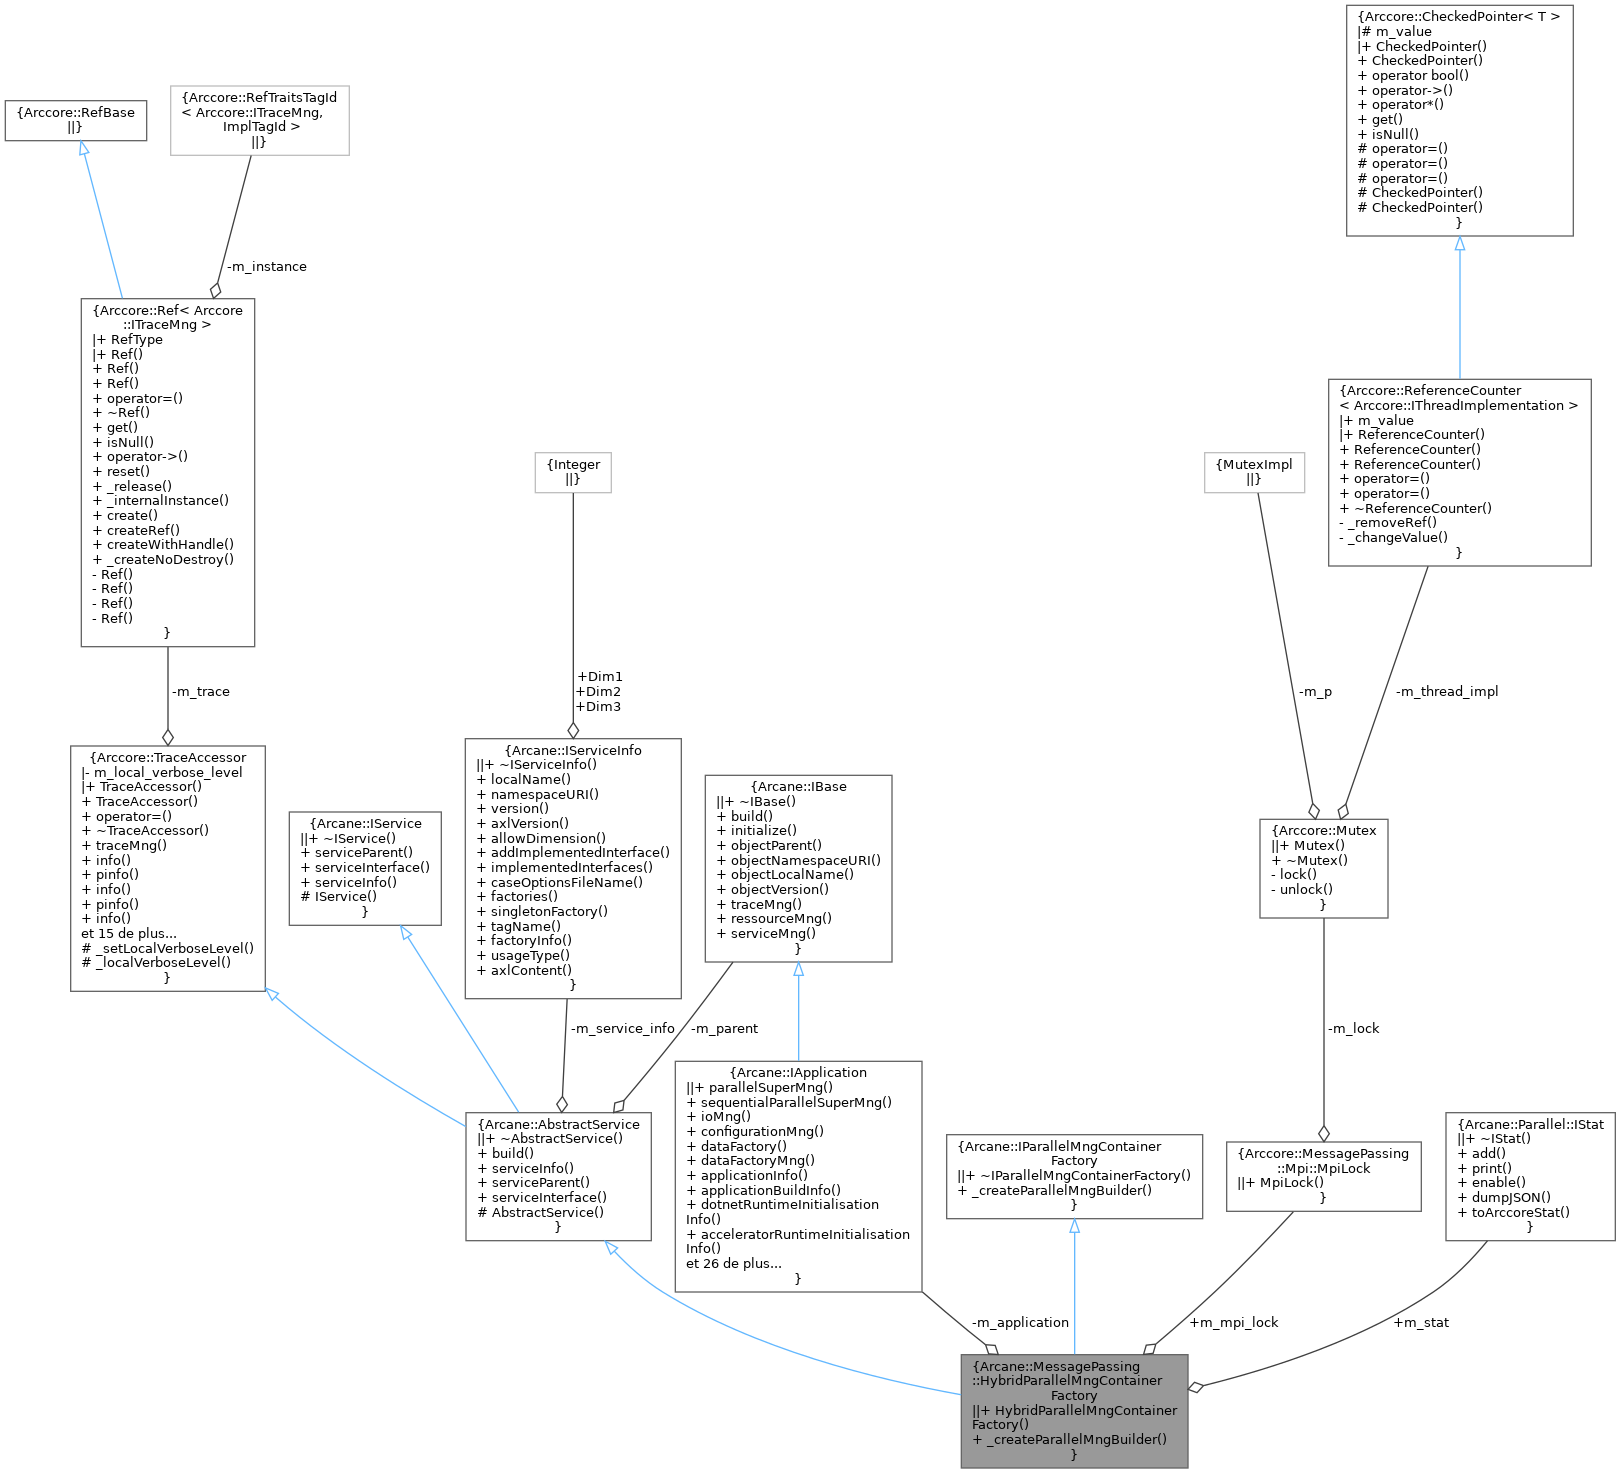 {Arccore::CheckedPointer< T >
|# m_value
|+ CheckedPointer()
+ CheckedPointer()
+ operator bool()
+ operator->()
+ operator*()
+ get()
+ isNull()
# operator=()
# operator=()
# operator=()
# CheckedPointer()
# CheckedPointer()
}
{Arccore::RefBase
||}
{Arccore::RefTraitsTagId
< Arccore::ITraceMng,
ImplTagId >
||}
-m_instance
{Arccore::Ref< Arccore
::ITraceMng >
|+ RefType
|+ Ref()
+ Ref()
+ Ref()
+ operator=()
+ ~Ref()
+ get()
+ isNull()
+ operator->()
+ reset()
+ _release()
+ _internalInstance()
+ create()
+ createRef()
+ createWithHandle()
+ _createNoDestroy()
- Ref()
- Ref()
- Ref()
- Ref()
}
{Arccore::ReferenceCounter
< Arccore::IThreadImplementation >
|+ m_value
|+ ReferenceCounter()
+ ReferenceCounter()
+ ReferenceCounter()
+ operator=()
+ operator=()
+ ~ReferenceCounter()
- _removeRef()
- _changeValue()
}
{Integer
||}
{MutexImpl
||}
+Dim1
+Dim2
+Dim3
-m_trace
-m_p
-m_thread_impl
{Arccore::TraceAccessor
|- m_local_verbose_level
|+ TraceAccessor()
+ TraceAccessor()
+ operator=()
+ ~TraceAccessor()
+ traceMng()
+ info()
+ pinfo()
+ info()
+ pinfo()
+ info()
et 15 de plus...
# _setLocalVerboseLevel()
# _localVerboseLevel()
}
{Arcane::IService
||+ ~IService()
+ serviceParent()
+ serviceInterface()
+ serviceInfo()
# IService()
}
{Arcane::IServiceInfo
||+ ~IServiceInfo()
+ localName()
+ namespaceURI()
+ version()
+ axlVersion()
+ allowDimension()
+ addImplementedInterface()
+ implementedInterfaces()
+ caseOptionsFileName()
+ factories()
+ singletonFactory()
+ tagName()
+ factoryInfo()
+ usageType()
+ axlContent()
}
{Arcane::IBase
||+ ~IBase()
+ build()
+ initialize()
+ objectParent()
+ objectNamespaceURI()
+ objectLocalName()
+ objectVersion()
+ traceMng()
+ ressourceMng()
+ serviceMng()
}
{Arccore::Mutex
||+ Mutex()
+ ~Mutex()
- lock()
- unlock()
}
-m_service_info
-m_parent
-m_lock
{Arcane::AbstractService
||+ ~AbstractService()
+ build()
+ serviceInfo()
+ serviceParent()
+ serviceInterface()
# AbstractService()
}
{Arcane::IApplication
||+ parallelSuperMng()
+ sequentialParallelSuperMng()
+ ioMng()
+ configurationMng()
+ dataFactory()
+ dataFactoryMng()
+ applicationInfo()
+ applicationBuildInfo()
+ dotnetRuntimeInitialisation
Info()
+ acceleratorRuntimeInitialisation
Info()
et 26 de plus...
}
{Arcane::IParallelMngContainer
Factory
||+ ~IParallelMngContainerFactory()
+ _createParallelMngBuilder()
}
{Arccore::MessagePassing
::Mpi::MpiLock
||+ MpiLock()
}
{Arcane::Parallel::IStat
||+ ~IStat()
+ add()
+ print()
+ enable()
+ dumpJSON()
+ toArccoreStat()
}
-m_application
+m_mpi_lock
+m_stat
{Arcane::MessagePassing
::HybridParallelMngContainer
Factory
||+ HybridParallelMngContainer
Factory()
+ _createParallelMngBuilder()
}